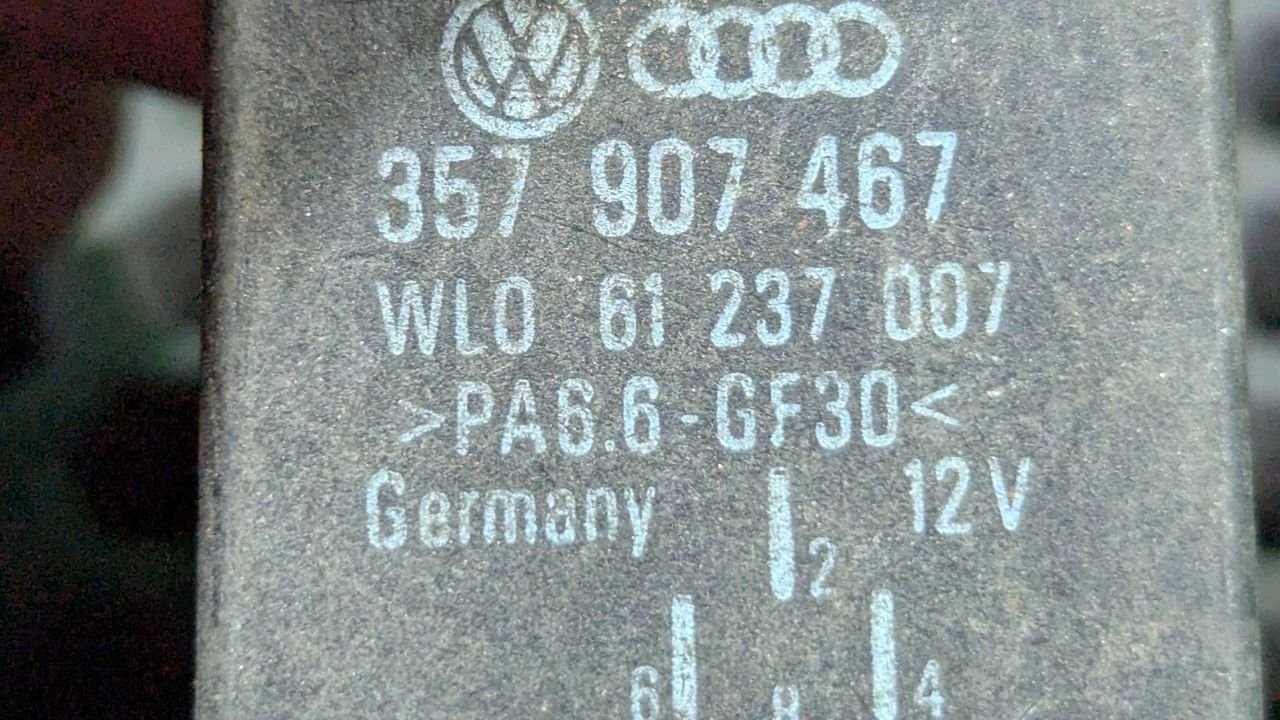 357 907 467
WLO 61 237 007
>PA6.6-GF30<
Germany 12V
2
6 8 4